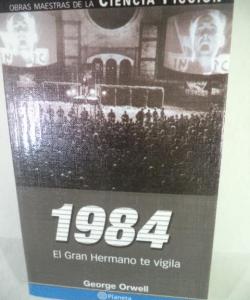 OBRAS MAESTRAS DE LA CIENCIA FICCIÓN
1984
El Gran Hermano te vigila
George Orwell
Planeta